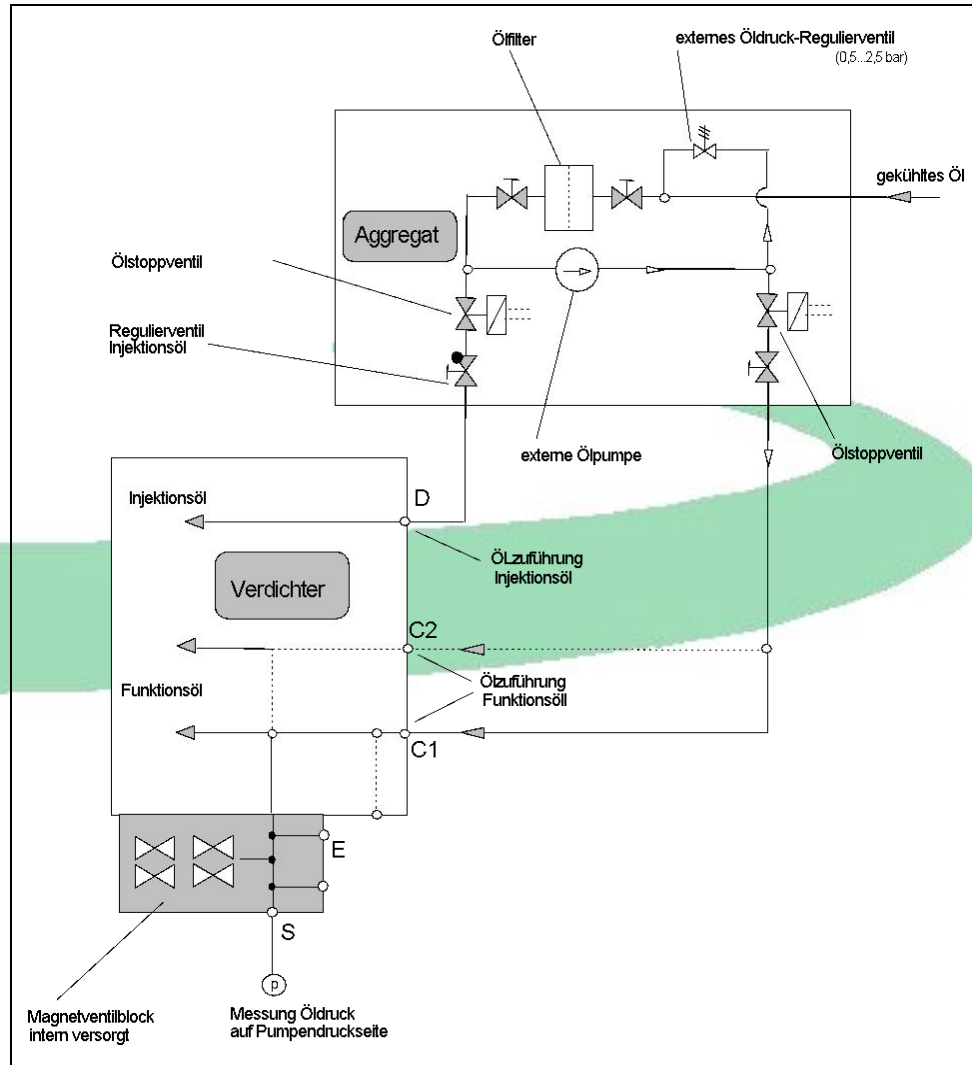 Ölfilter
externes Öldruck-Regulierventil
(0,5...2,5 bar)
gekühltes Öl
Aggregat
Ölstoppventil
Regulierventil
Injektionsöl
externe Ölpumpe
Ölstoppventil
Injektionsöl
D
ÖLzuführung
Injektionsöl
Verdichter
C2
Ölzuführung
Funktionsöll
Funktionsöl
C1
E
S
p
Magnetventilblock
intern versorgt
Messung Öldruck
auf Pumpendruckseite